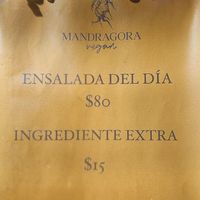 MANDRAGORA
vegan
ENSALADA DEL DÍA
$80
INGREDIENTE EXTRA
$15